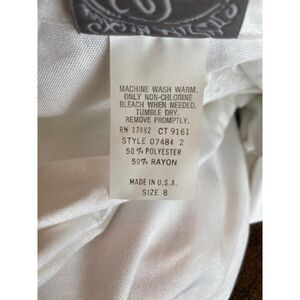 MACHINE WASH WARM.
ONLY NON-CHLORINE
BLEACH WHEN NEEDED.
TUMBLE DRY.
REMOVE PROMPTLY.
RN 17882 CT 9161
STYLE 07484 2
50% POLYESTER
50% RAYON
MADE IN U.S.A.
SIZE 8